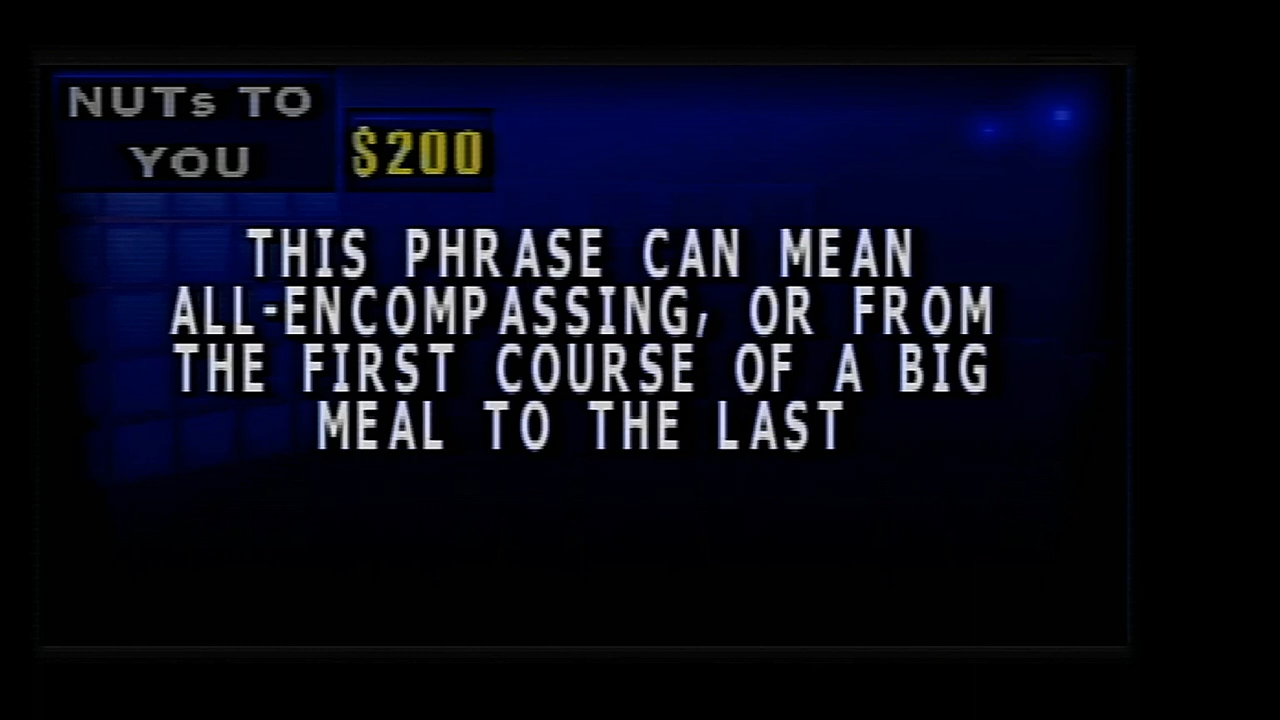 NUTs TO
YOU
$200
THIS PHRASE CAN MEAN
ALL-ENCOMPASSING, OR FROM
THE FIRST COURSE OF A BIG
MEAL TO THE LAST